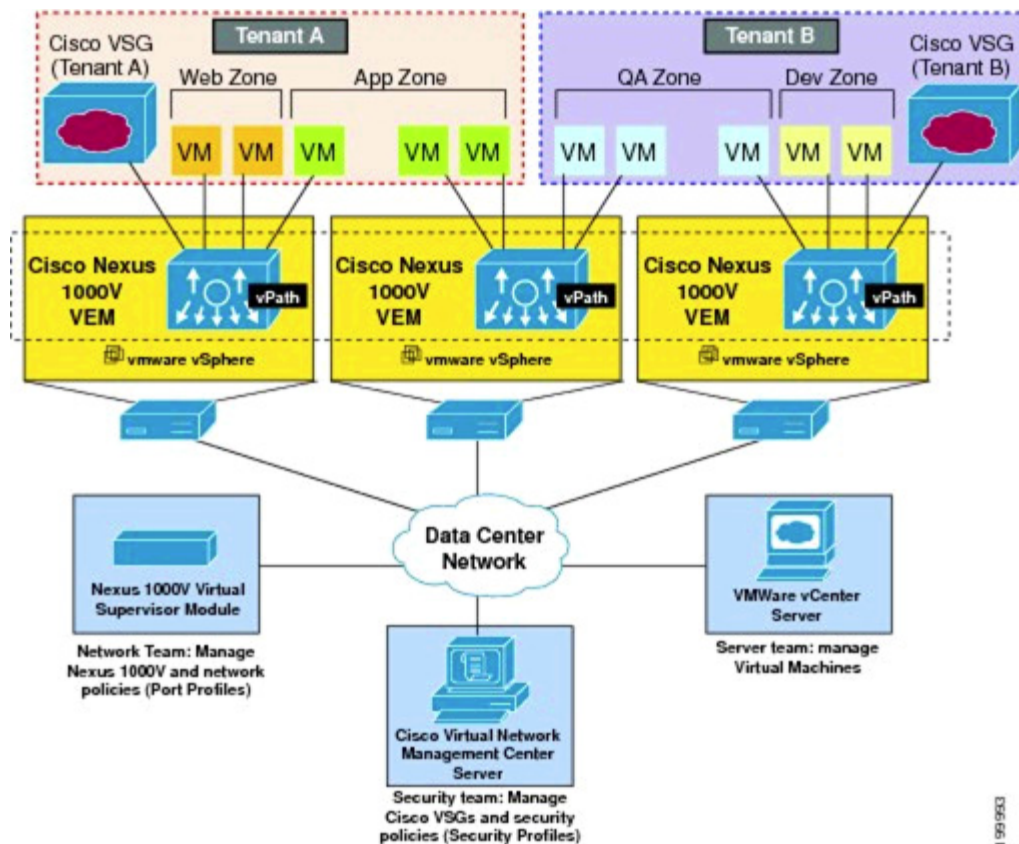 Tenant A
Tenant B
Cisco VSG
(Tenant A)
Web Zone
App Zone
QA Zone
Dev Zone
Cisco VSG
(Tenant B)
VM
VM
VM
VM
VM
VM
VM
VM
VM
VM
Cisco Nexus
1000V
VEM
vPath
vmware vSphere
Cisco Nexus
1000V
VEM
vPath
vmware vSphere
Cisco Nexus
1000V
VEM
vPath
vmware vSphere
Data Center
Network
Nexus 1000V Virtual
Supervisor Module
Network Team: Manage
Nexus 1000V and network
policies (Port Profiles)
VMWare vCenter
Server
Server team: manage
Virtual Machines
Cisco Virtual Network
Management Center
Server
Security team: Manage
Cisco VSGs and security
policies (Security Profiles)